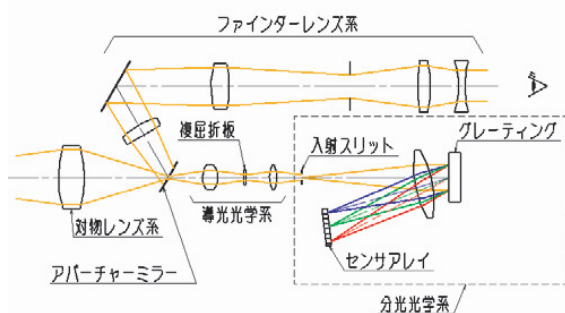 ファインダーレンズ系
複屈折板
入射スリット
グレーティング
対物レンズ系
導光光学系
アパーチャーミラー
センサアレイ
分光光学系